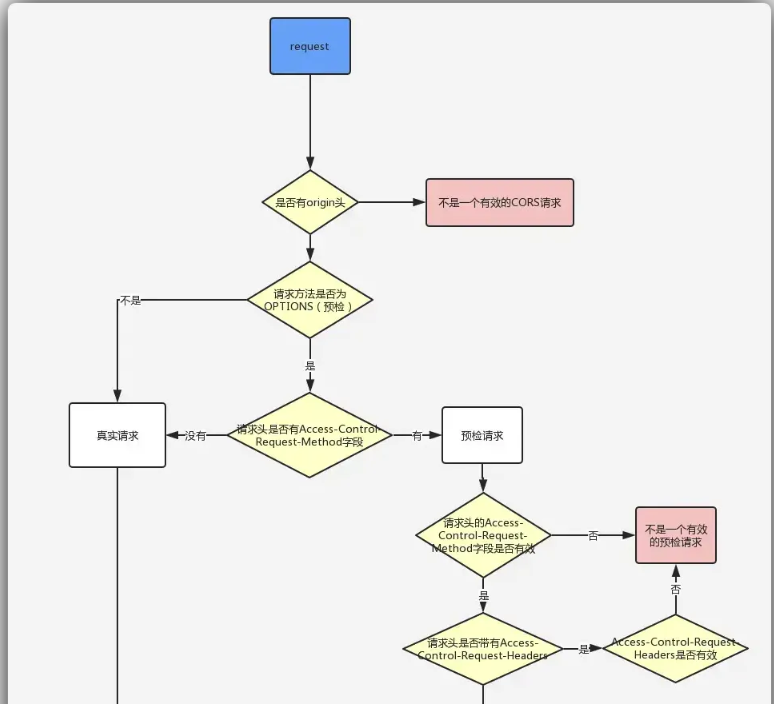 request
是否有origin头
不是一个有效的CORS请求
请求方法是否为
OPTIONS（预检）
不是
是
真实请求
没有
请求头是否有Access-Control-
Request-Method字段
有
预检请求
请求头的Access-
Control-Request-
Method字段是否有效
否
不是一个有效
的预检请求
是
否
请求头是否带有Access-
Control-Request-Headers
是
Access-Control-Request-
Headers是否有效